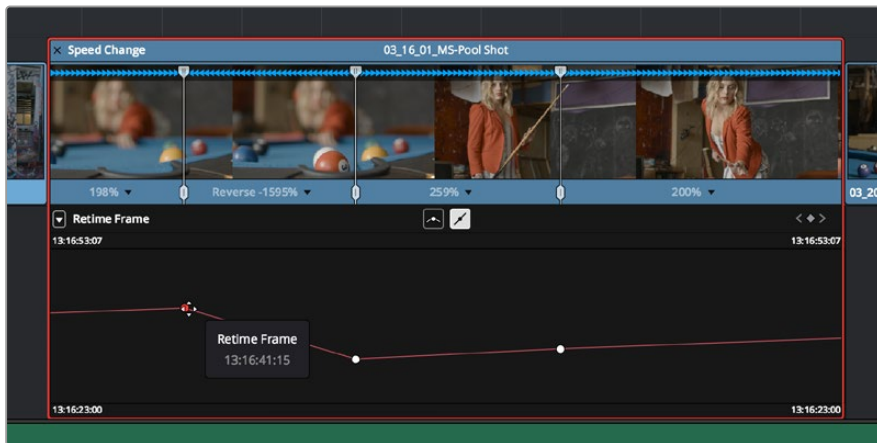 × Speed Change
03_16_01_MS-Pool Shot
198%
Reverse -1595%
259%
200%
03_20
Retime Frame
13:16:53:07
13:16:53:07
Retime Frame
13:16:41:15
13:16:23:00
13:16:23:00